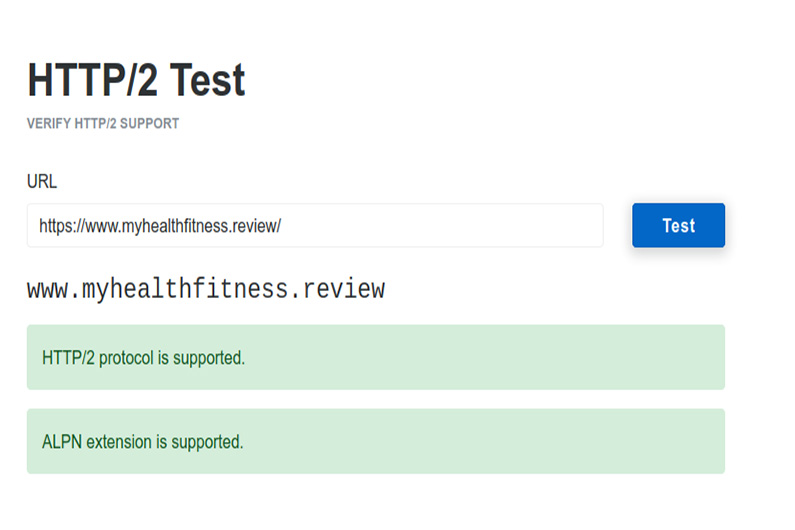 HTTP/2 Test
VERIFY HTTP/2 SUPPORT
URL
https://www.myhealthfitness.review/
Test
www.myhealthfitness.review
HTTP/2 protocol is supported.
ALPN extension is supported.